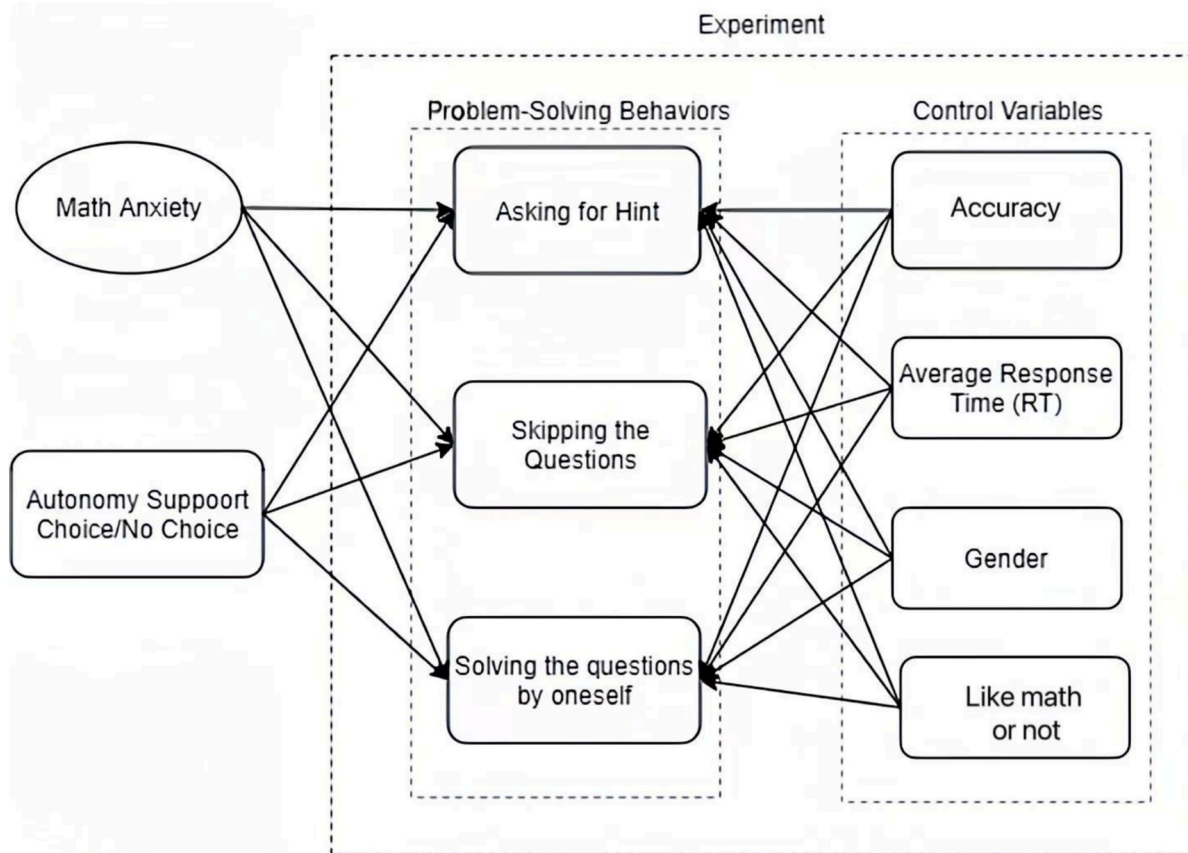 Experiment
Problem-Solving Behaviors
Control Variables
Math Anxiety
Asking for Hint
Accuracy
Average Response
Time (RT)
Skipping the
Questions
Autonomy Suppoort
Choice/No Choice
Gender
Solving the questions
by oneself
Like math
or not